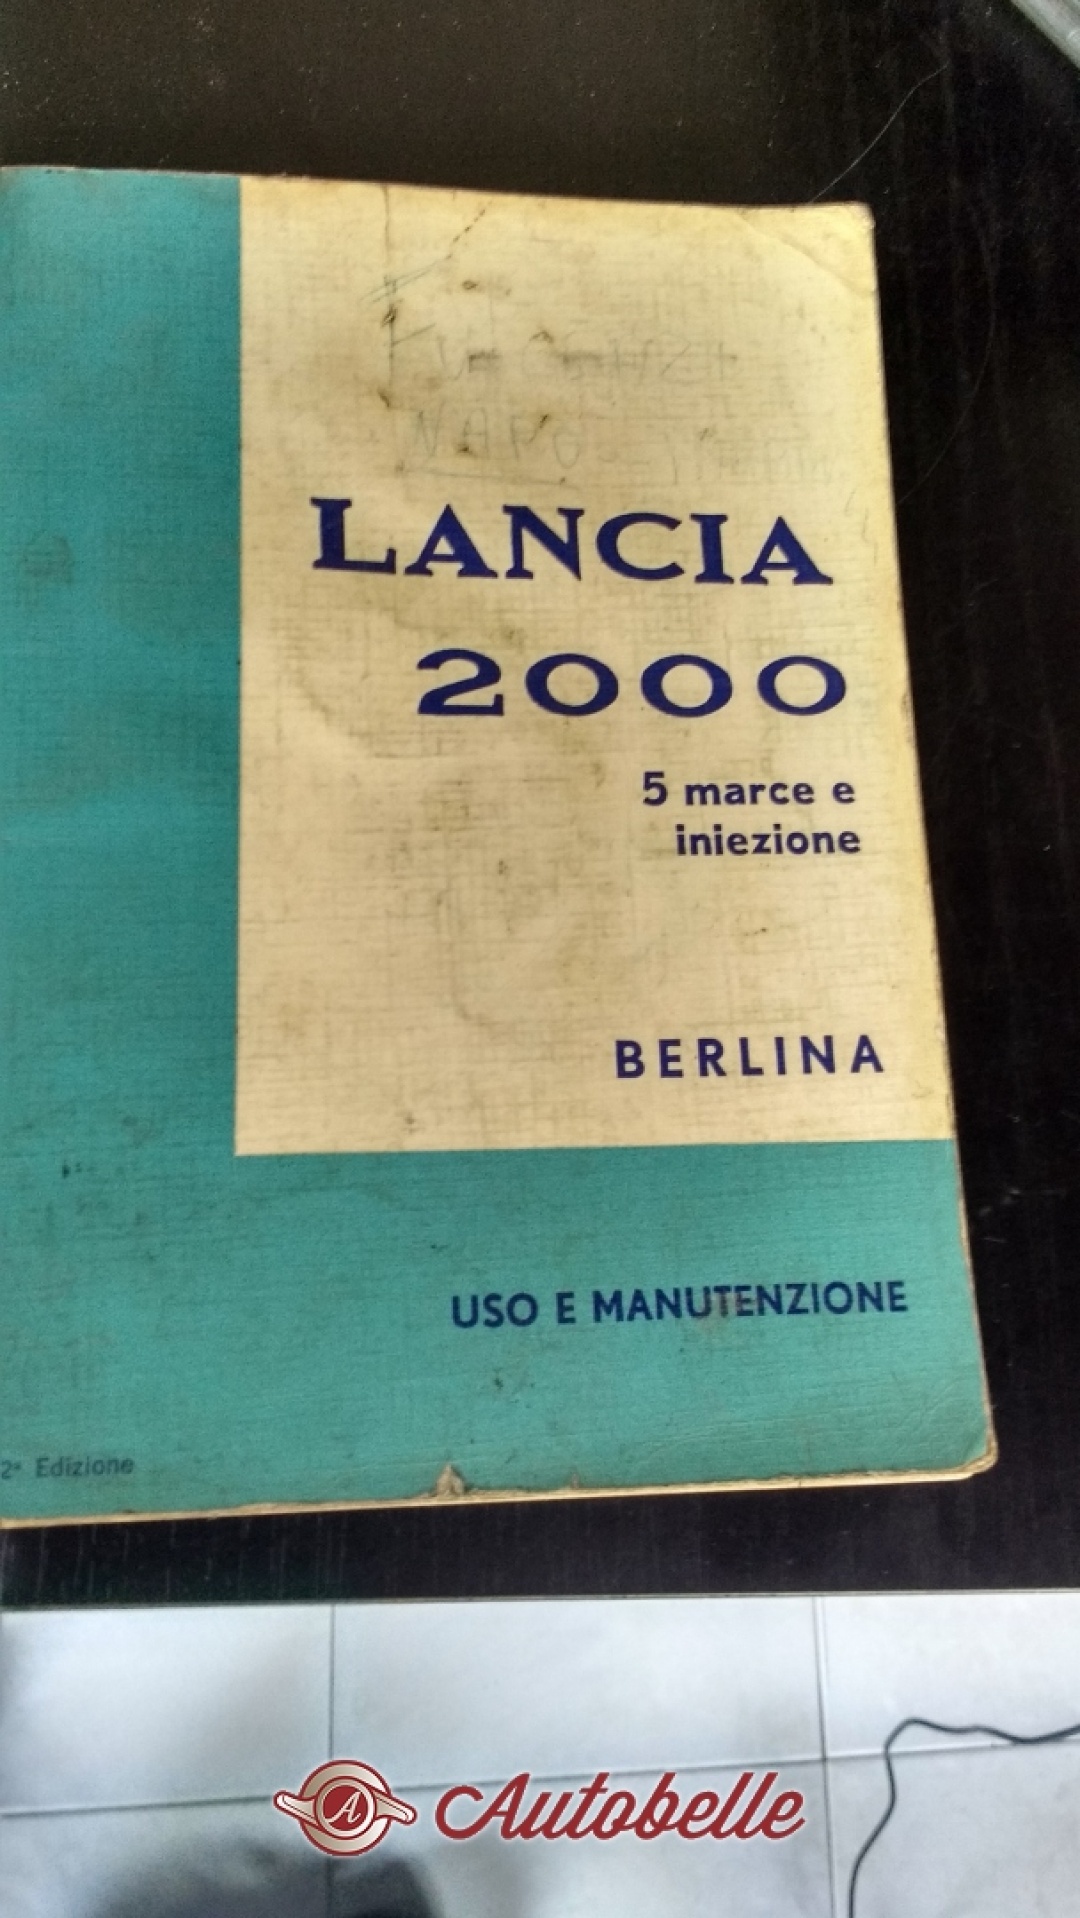 LANCIA
2000
5 marce e
iniezione
BERLINA
USO E MANUTENZIONE
2ª Edizione
A
Autobelle